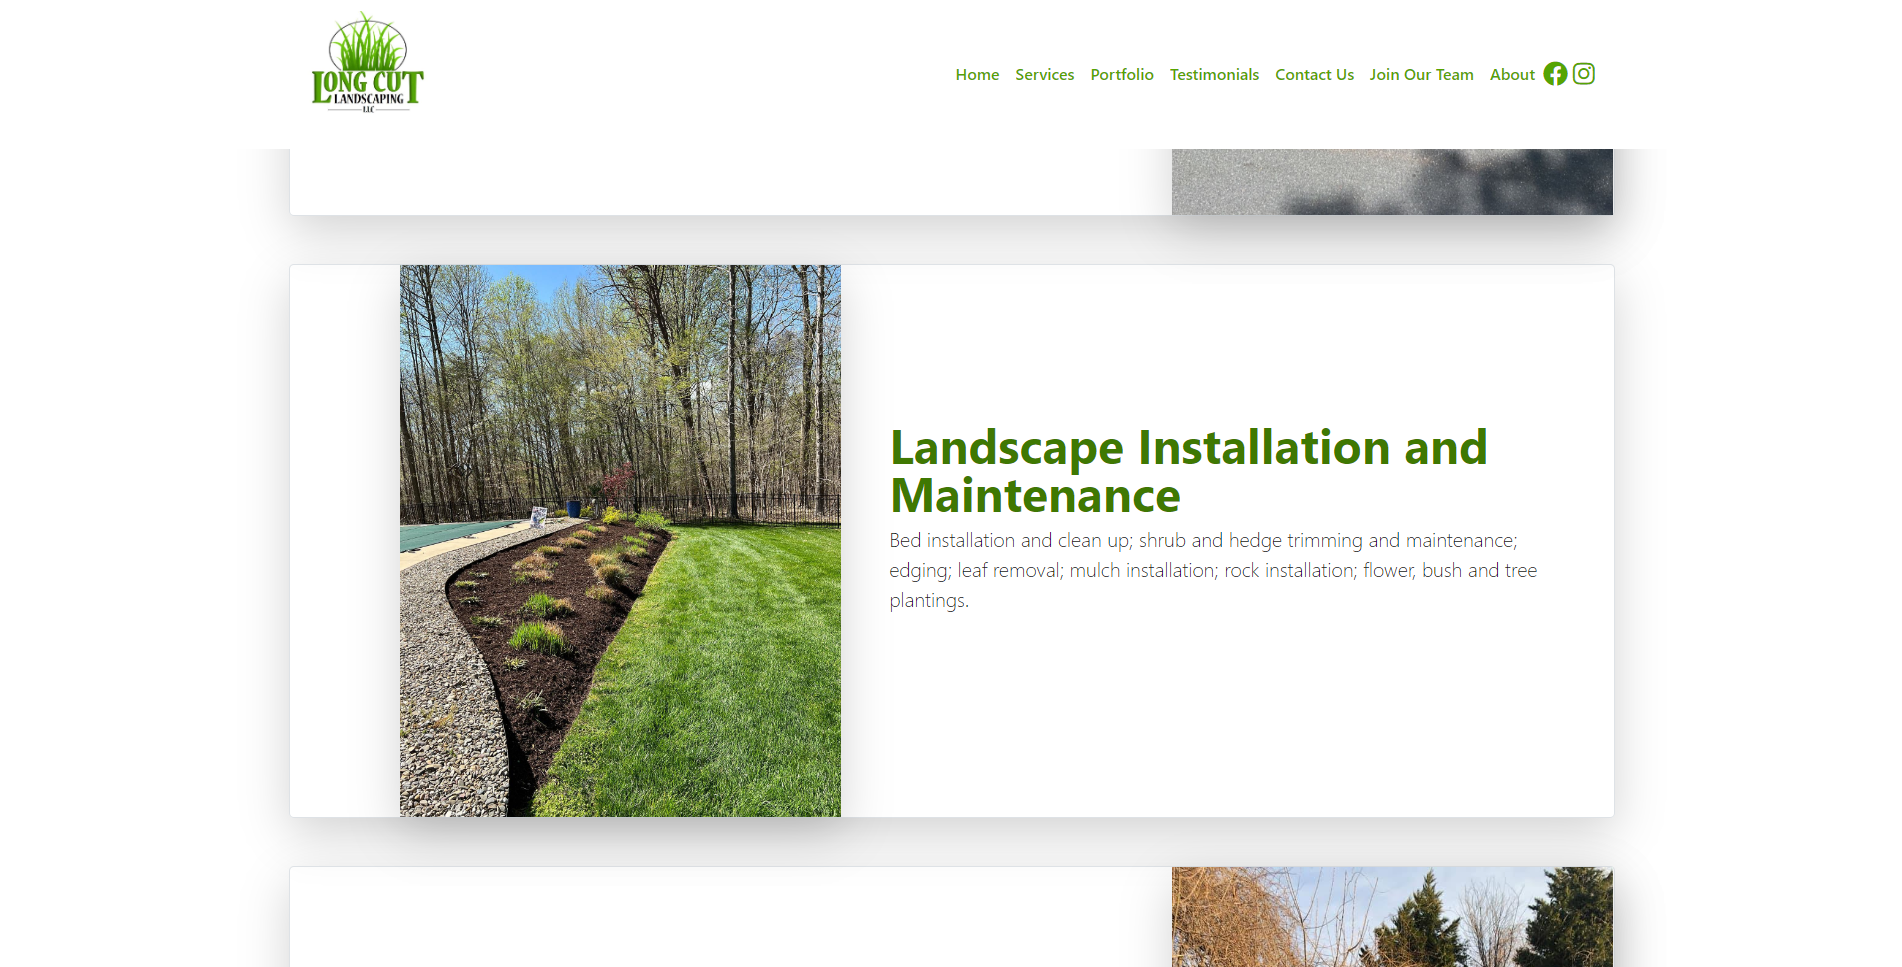 LONG CUT
LANDSCAPING
LLC
Home Services Portfolio Testimonials Contact Us Join Our Team About
Landscape Installation and
Maintenance
Bed installation and clean up; shrub and hedge trimming and maintenance;
edging; leaf removal; mulch installation; rock installation; flower, bush and tree
plantings.